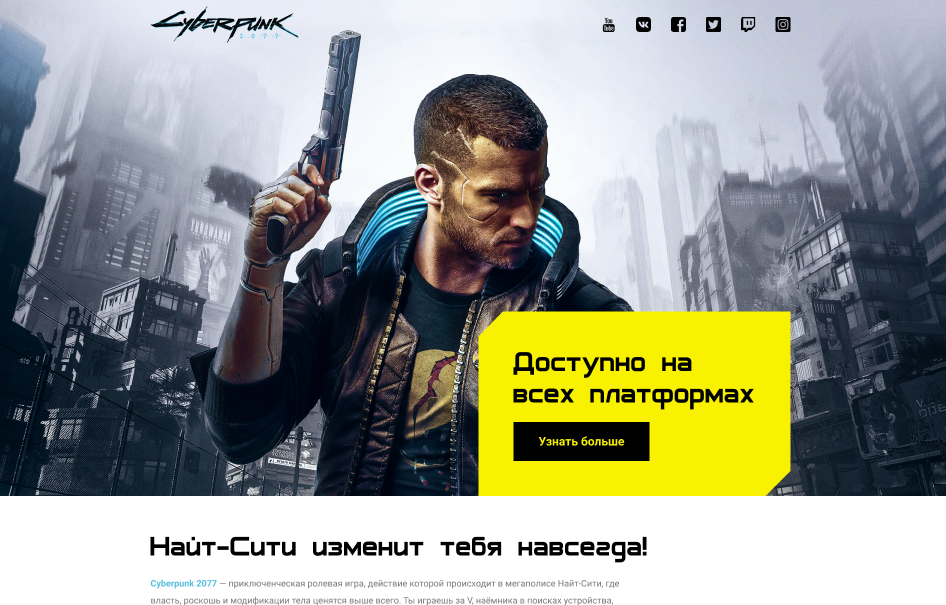 Cyberpunk
2077
You
Tube
Доступно на
всех платформах
Узнать больше
Найт-Сити изменит тебя навсегда!
Cyberpunk 2077 — приключенческая ролевая игра, действие которой происходит в мегаполисе Найт-Сити, где
власть, роскошь и модификации тела ценятся выше всего. Ты играешь за V, наёмника в поисках устройства,